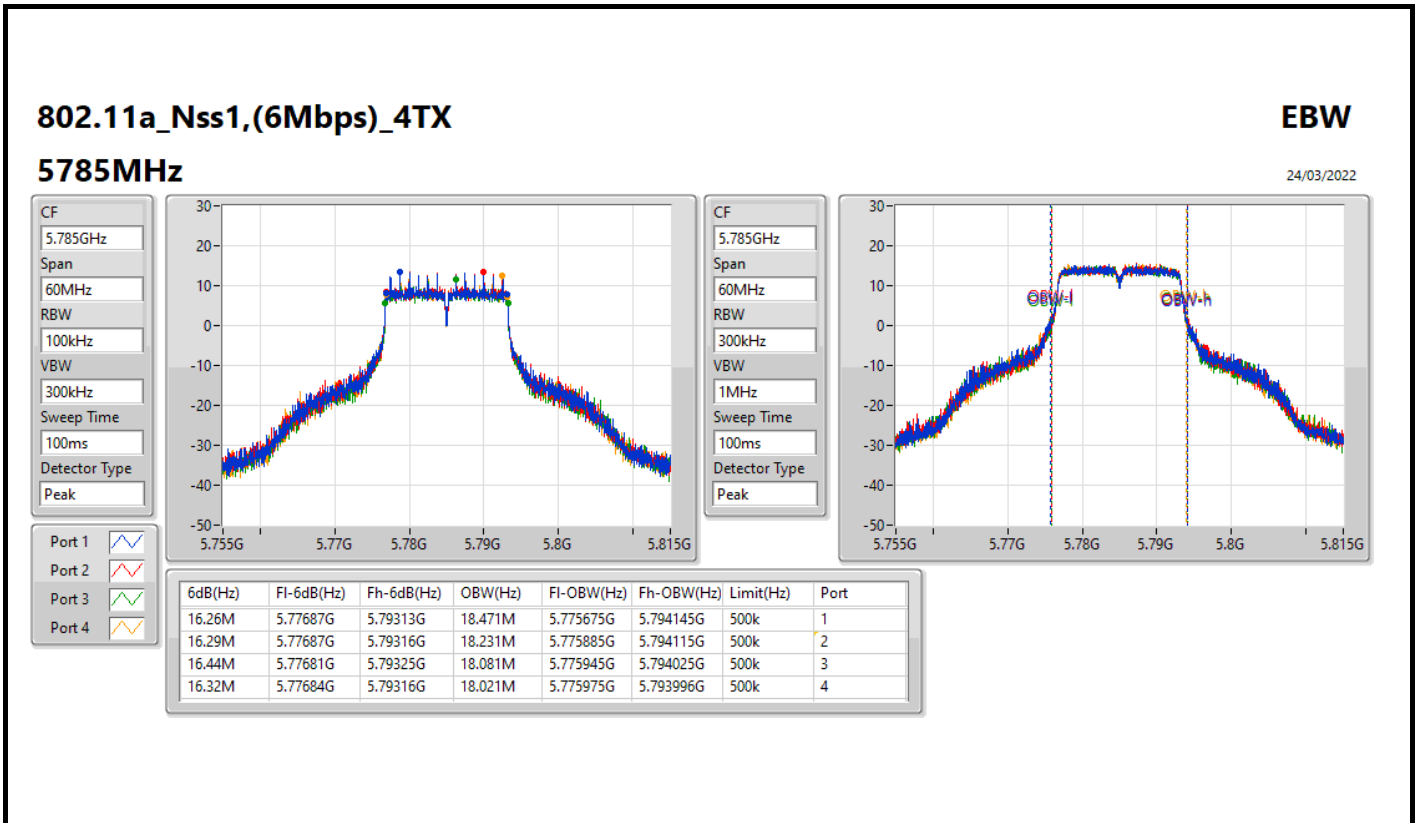 802.11a_Nss1,(6Mbps)_4TX EBW
5785MHz 24/03/2022
CF
5.785GHz
Span
60MHz
RBW
100kHz
VBW
300kHz
Sweep Time
100ms
Detector Type
Peak
30
20
10
0
-10
-20
-30
-40
-50
5.755G 5.77G 5.78G 5.79G 5.8G 5.815G
CF
5.785GHz
Span
60MHz
RBW
300kHz
VBW
1MHz
Sweep Time
100ms
Detector Type
Peak
30
20
10
0
-10
-20
-30
-40
-50
OBW-l OBW-h
5.755G 5.77G 5.78G 5.79G 5.8G 5.815G
Port 1
Port 2
Port 3
Port 4
6dB(Hz) Fl-6dB(Hz) Fh-6dB(Hz) OBW(Hz) Fl-OBW(Hz) Fh-OBW(Hz) Limit(Hz) Port
16.26M 5.77687G 5.79313G 18.471M 5.775675G 5.794145G 500k 1
16.29M 5.77687G 5.79316G 18.231M 5.775885G 5.794115G 500k 2
16.44M 5.77681G 5.79325G 18.081M 5.775945G 5.794025G 500k 3
16.32M 5.77684G 5.79316G 18.021M 5.775975G 5.793996G 500k 4